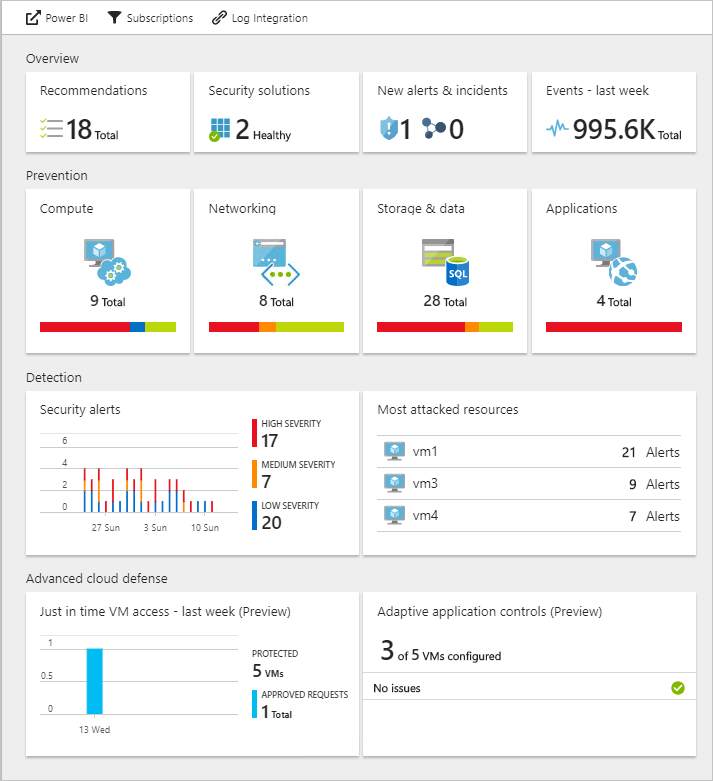 Power BI Subscriptions Log Integration
Overview
Recommendations
18 Total
Security solutions
2 Healthy
New alerts & incidents
1 0
Events - last week
995.6K Total
Prevention
Compute
9 Total
Networking
8 Total
Storage & data
SQL
28 Total
Applications
4 Total
Detection
Security alerts
6
4
2
0
27 Sun 3 Sun 10 Sun
HIGH SEVERITY
17
MEDIUM SEVERITY
7
LOW SEVERITY
20
Most attacked resources
vm1 21 Alerts
vm3 9 Alerts
vm4 7 Alerts
Advanced cloud defense
Just in time VM access - last week (Preview)
1
0.5
0
13 Wed
PROTECTED
5 VMs
APPROVED REQUESTS
1 Total
Adaptive application controls (Preview)
3 of 5 VMs configured
No issues